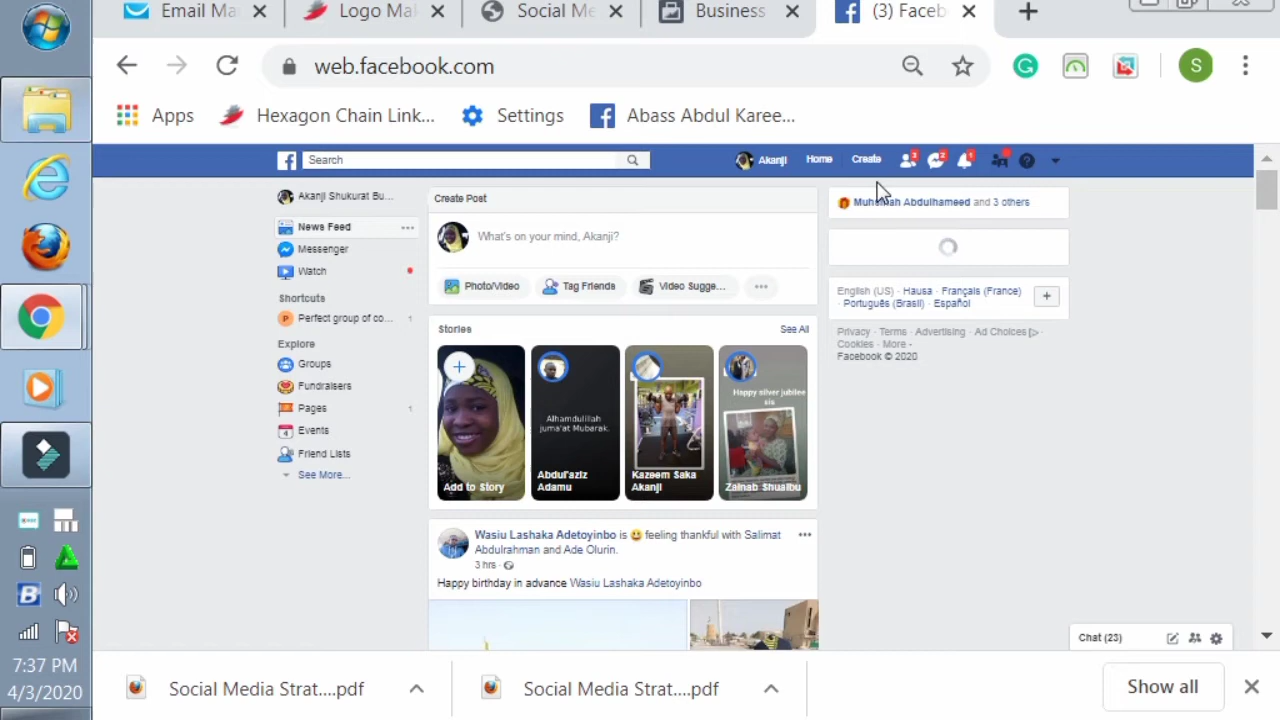 Email Ma
Logo Mak
Social Me
Business
(3) Faceb
web.facebook.com
S
Apps
Hexagon Chain Link...
Settings
Abass Abdul Karee...
Search
Akanji
Home
Create
3
2
1
Akanji Shukurat Bu...
News Feed
Messenger
Watch
Shortcuts
P Perfect group of co... 1
Explore
Groups
Fundraisers
Pages 1
Events
Friend Lists
See More...
Create Post
What's on your mind, Akanji?
Photo/Video
Tag Friends
Video Sugge...
Stories
See All
Add to Story
Alhamdulillah
juma'at Mubarak.
Abdul'aziz
Adamu
Kazeem Saka
Akanji
Happy silver jubilee
sis
Zainab Shuaibu
Wasiu Lashaka Adetoyinbo is feeling thankful with Salimat
Abdulrahman and Ade Olurin.
3 hrs ·
Happy birthday in advance Wasiu Lashaka Adetoyinbo
Abdulhameed and 3 others
English (US) · Hausa · Français (France)
· Português (Brasil) · Español
Privacy · Terms · Advertising · Ad Choices ·
Cookies · More
Facebook © 2020
Chat (23)
7:37 PM
4/3/2020
Social Media Strat....pdf
Social Media Strat....pdf
Show all